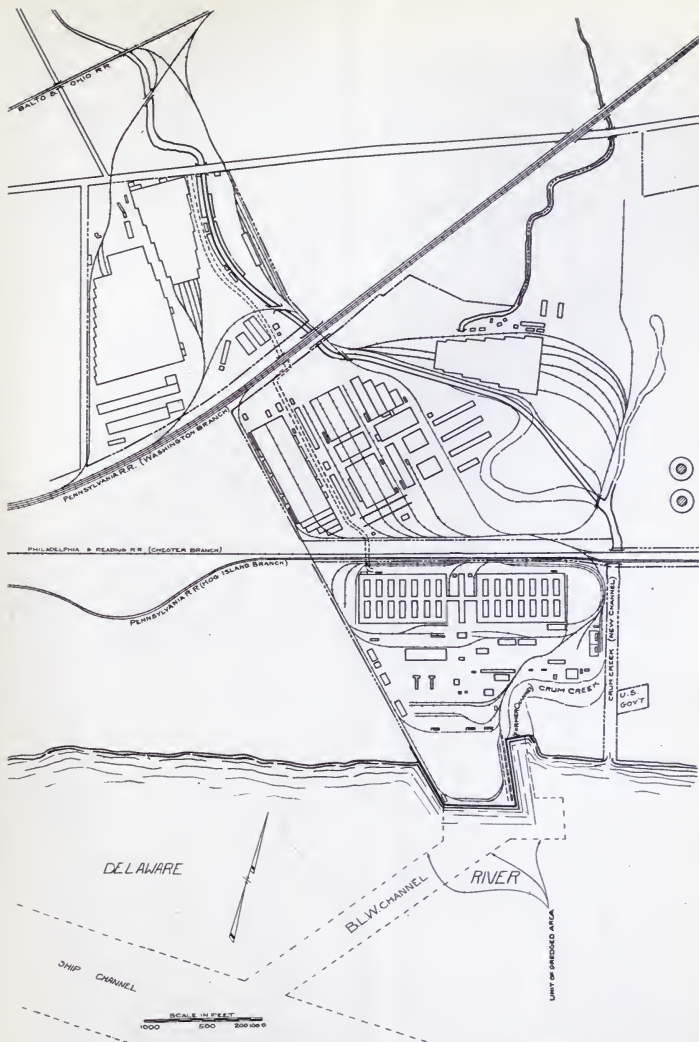 BALTO & OHIO RR
PENNSYLVANIA R.R. (WASHINGTON BRANCH)
PHILADELPHIA & READING RR (CHESTER BRANCH)
PENNSYLVANIA R R (HOG ISLAND BRANCH)
CRUM CREEK (NEW CHANNEL)
CRUM CREEK
U.S.
GOVT
DELAWARE
RIVER
B.L.W. CHANNEL
SHIP CHANNEL
LIMIT OF DREDGED AREA
SCALE IN FEET
1000 500 200 100 0